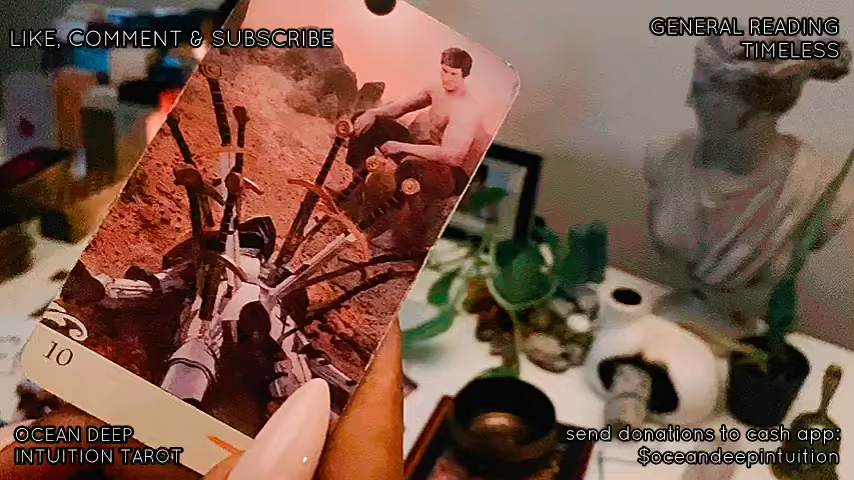 LIKE, COMMENT & SUBSCRIBE
GENERAL READING
TIMELESS
10
OCEAN DEEP
INTUITION TAROT
send donations to cash app:
$oceandeepintuition